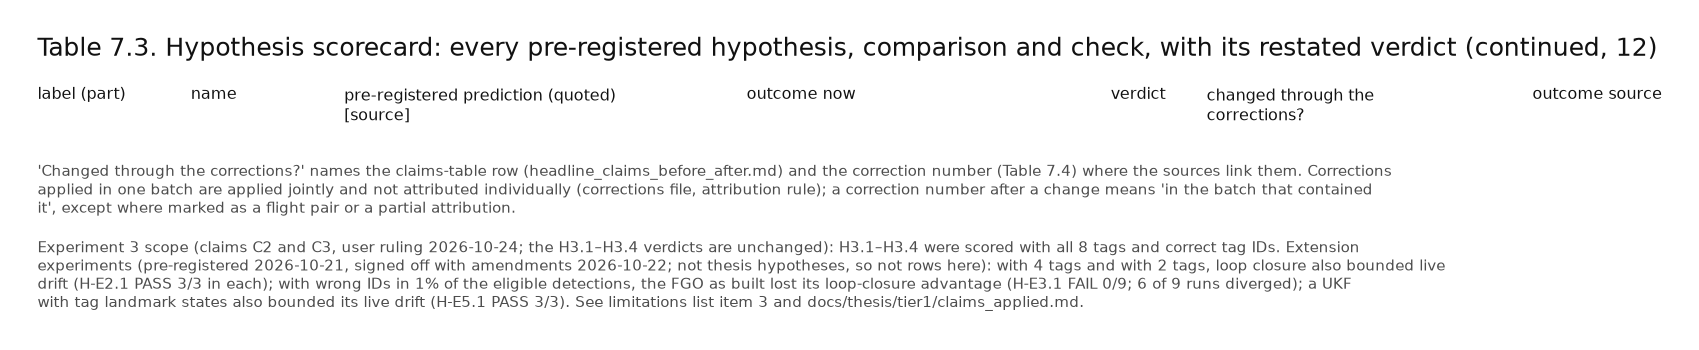 Table 7.3. Hypothesis scorecard: every pre-registered hypothesis, comparison and check, with its restated verdict (continued, 12)
label (part) name pre-registered prediction (quoted) outcome now verdict changed through the outcome source
[source] corrections?
'Changed through the corrections?' names the claims-table row (headline_claims_before_after.md) and the correction number (Table 7.4) where the sources link them. Corrections
applied in one batch are applied jointly and not attributed individually (corrections file, attribution rule); a correction number after a change means 'in the batch that contained
it', except where marked as a flight pair or a partial attribution.
Experiment 3 scope (claims C2 and C3, user ruling 2026-10-24; the H3.1–H3.4 verdicts are unchanged): H3.1–H3.4 were scored with all 8 tags and correct tag IDs. Extension
experiments (pre-registered 2026-10-21, signed off with amendments 2026-10-22; not thesis hypotheses, so not rows here): with 4 tags and with 2 tags, loop closure also bounded live
drift (H-E2.1 PASS 3/3 in each); with wrong IDs in 1% of the eligible detections, the FGO as built lost its loop-closure advantage (H-E3.1 FAIL 0/9; 6 of 9 runs diverged); a UKF
with tag landmark states also bounded its live drift (H-E5.1 PASS 3/3). See limitations list item 3 and docs/thesis/tier1/claims_applied.md.